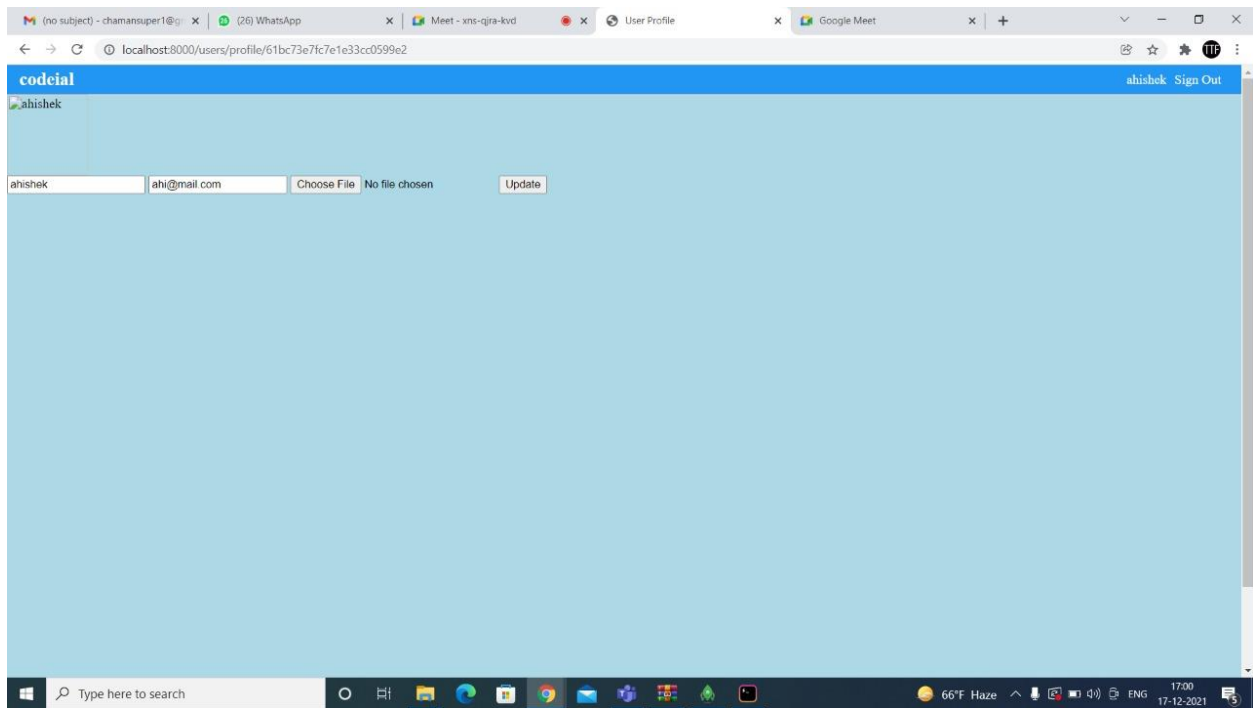 (no subject) - chamansuper1@g
(26) WhatsApp
Meet - xns-qjra-kvd
User Profile
Google Meet
localhost:8000/users/profile/61bc73e7fc7e1e33cc0599e2
TTF
codeial
ahishek Sign Out
ahishek
ahishek
ahi@mail.com
Choose File No file chosen
Update
Type here to search
66°F Haze
ENG
17:00
17-12-2021
5